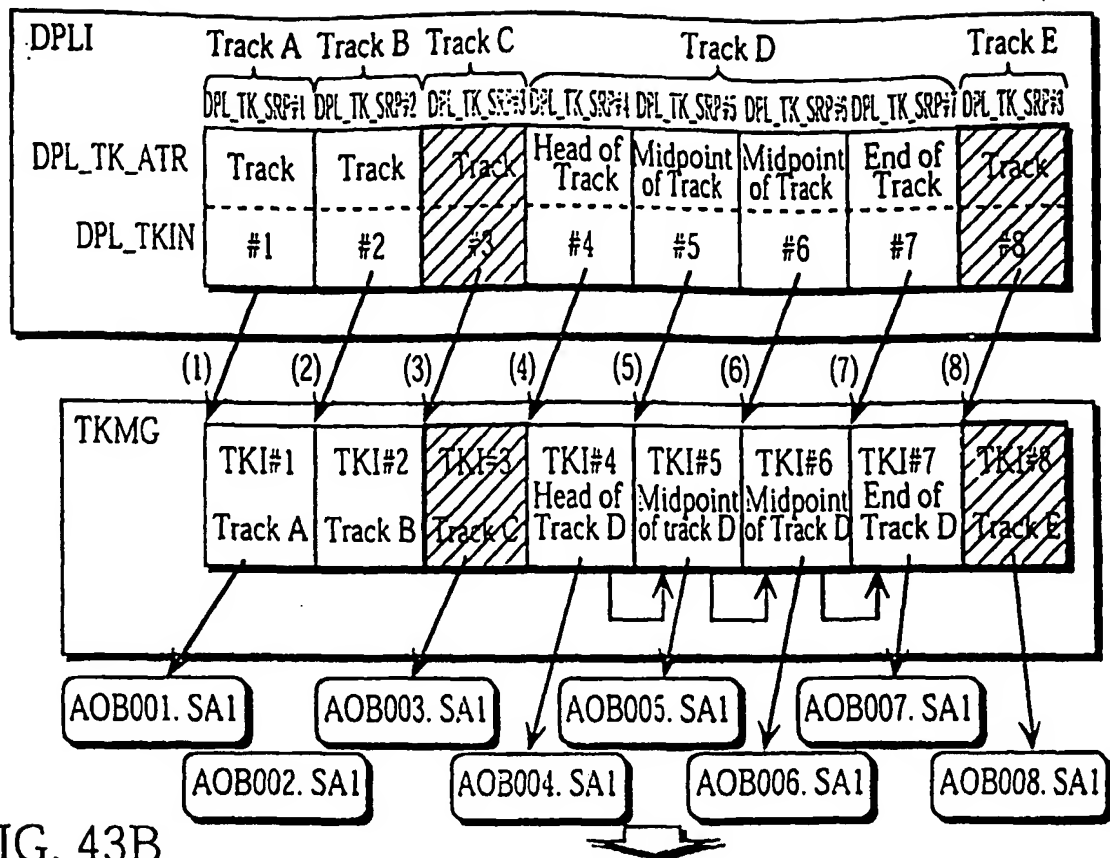 DPLI
Track A Track B Track C Track D Track E
DPL_TK_SRP#1 DPL_TK_SRP#2 DPL_TK_SRP#3 DPL_TK_SRP#4 DPL_TK_SRP#5 DPL_TK_SRP#6 DPL_TK_SRP#7 DPL_TK_SRP#8
DPL_TK_ATR Track Track Track Head of Track Midpoint of Track Midpoint of Track End of Track Track
DPL_TKIN #1 #2 #3 #4 #5 #6 #7 #8
(1) (2) (3) (4) (5) (6) (7) (8)
TKMG
TKI#1 TKI#2 TKI#3 TKI#4 TKI#5 TKI#6 TKI#7 TKI#8
Track A Track B Track C Head of Track D Midpoint of track D Midpoint of Track D End of Track D Track E
AOB001. SA1 AOB003. SA1 AOB005. SA1 AOB007. SA1
AOB002. SA1 AOB004. SA1 AOB006. SA1 AOB008. SA1
IG. 43B